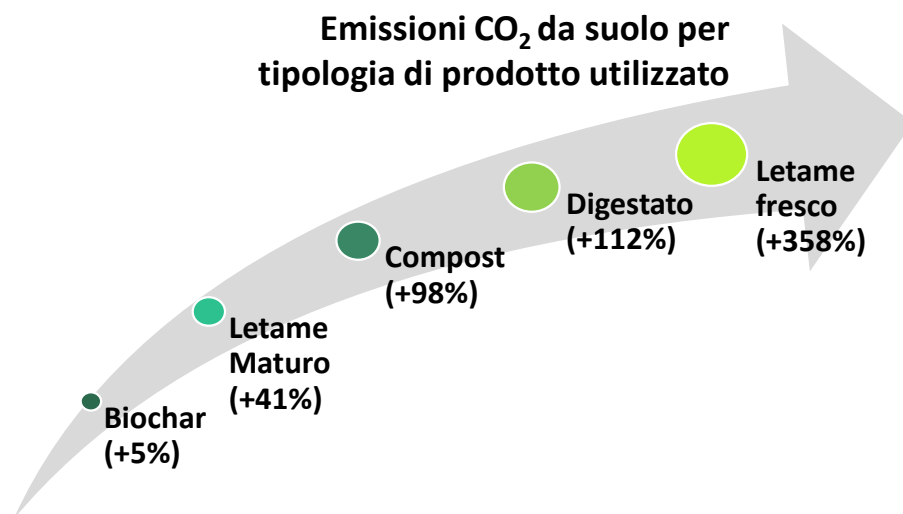 Emissioni CO₂ da suolo per
tipologia di prodotto utilizzato
Letame
fresco
(+358%)
Digestato
(+112%)
Compost
(+98%)
Letame
Maturo
(+41%)
Biochar
(+5%)